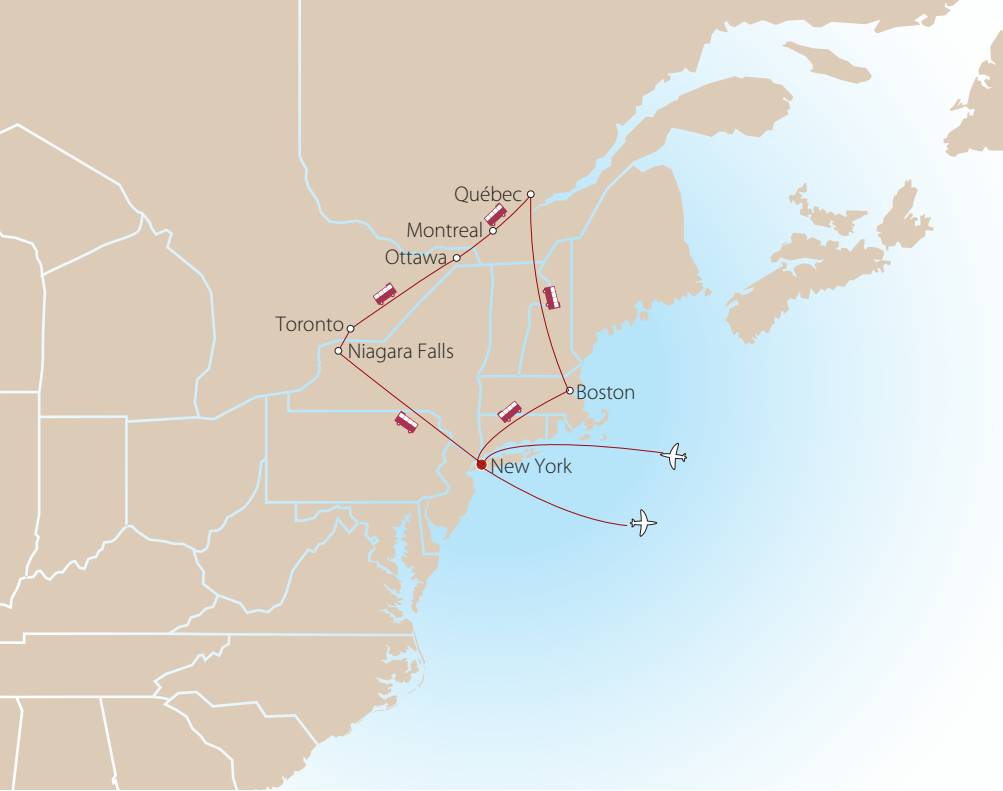 Québec
Montreal
Ottawa
Toronto
Niagara Falls
Boston
New York